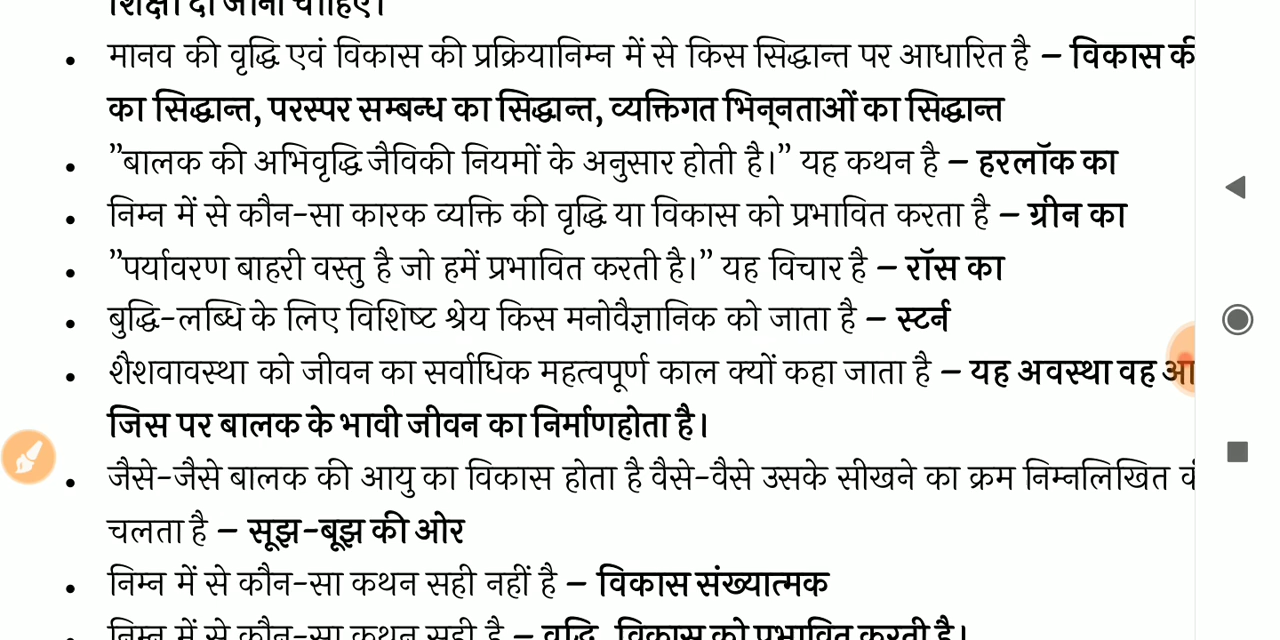 शिक्षा दी जानी चाहिए।
मानव की वृद्धि एवं विकास की प्रक्रियानिम्न में से किस सिद्धान्त पर आधारित है – विकास की
का सिद्धान्त, परस्पर सम्बन्ध का सिद्धान्त, व्यक्तिगत भिन्नताओं का सिद्धान्त
”बालक की अभिवृद्धि जैविकी नियमों के अनुसार होती है।” यह कथन है – हरलॉक का
निम्न में से कौन-सा कारक व्यक्ति की वृद्धि या विकास को प्रभावित करता है – ग्रीन का
”पर्यावरण बाहरी वस्तु है जो हमें प्रभावित करती है।” यह विचार है – रॉस का
बुद्धि-लब्धि के लिए विशिष्ट श्रेय किस मनोवैज्ञानिक को जाता है – स्टर्न
शैशवावस्था को जीवन का सर्वाधिक महत्वपूर्ण काल क्यों कहा जाता है – यह अवस्था वह
जिस पर बालक के भावी जीवन का निर्माणहोता है।
जैसे-जैसे बालक की आयु का विकास होता है वैसे-वैसे उसके सीखने का क्रम निम्नलिखित
चलता है – सूझ-बूझ की ओर
निम्न में से कौन-सा कथन सही नहीं है – विकास संख्यात्मक
निम्न में से कौन-सा कथन सही है – वृद्धि, विकास को प्रभावित करती है।